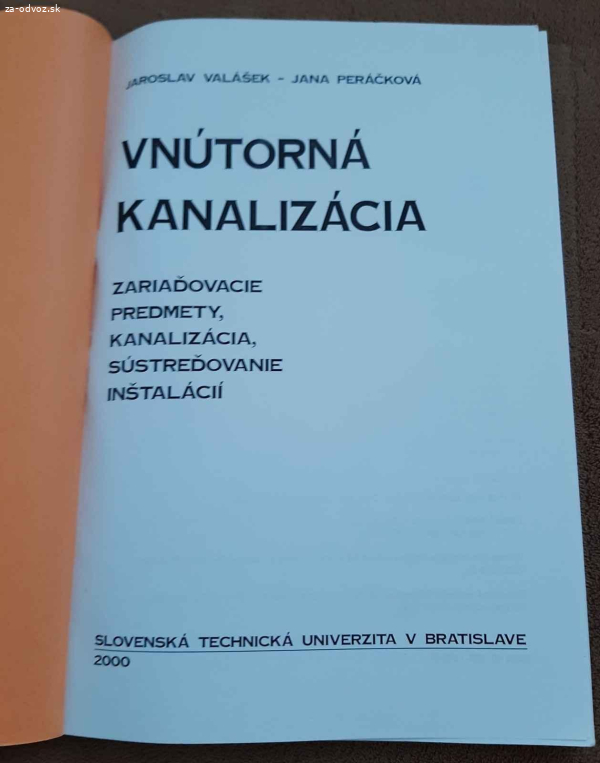 za-odvoz.sk
JAROSLAV VALÁŠEK - JANA PERÁČKOVÁ
VNÚTORNÁ
KANALIZÁCIA
ZARIAĎOVACIE
PREDMETY,
KANALIZÁCIA,
SÚSTREĎOVANIE
INŠTALÁCIÍ
SLOVENSKÁ TECHNICKÁ UNIVERZITA V BRATISLAVE
2000